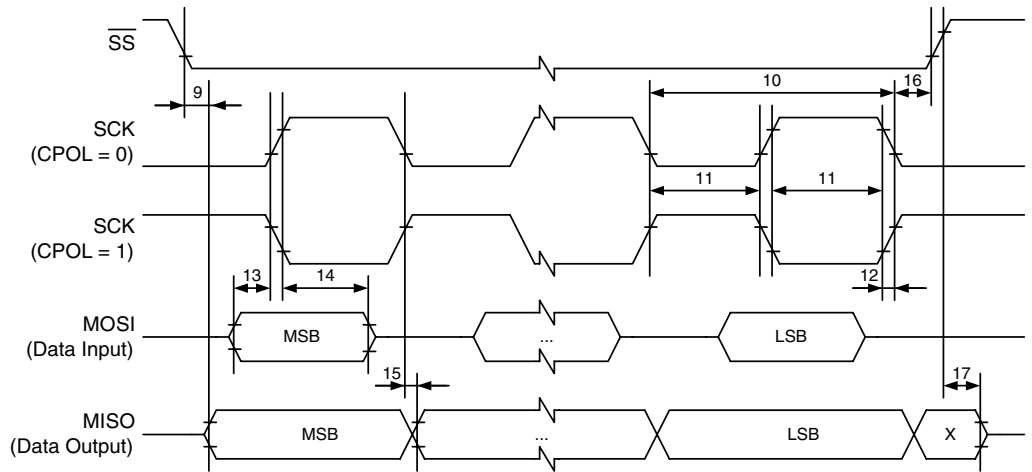 SS
10
16
9
SCK
(CPOL = 0)
11
11
SCK
(CPOL = 1)
13
14
12
MOSI
(Data Input)
MSB
...
LSB
15
17
MISO
(Data Output)
MSB
...
LSB
X